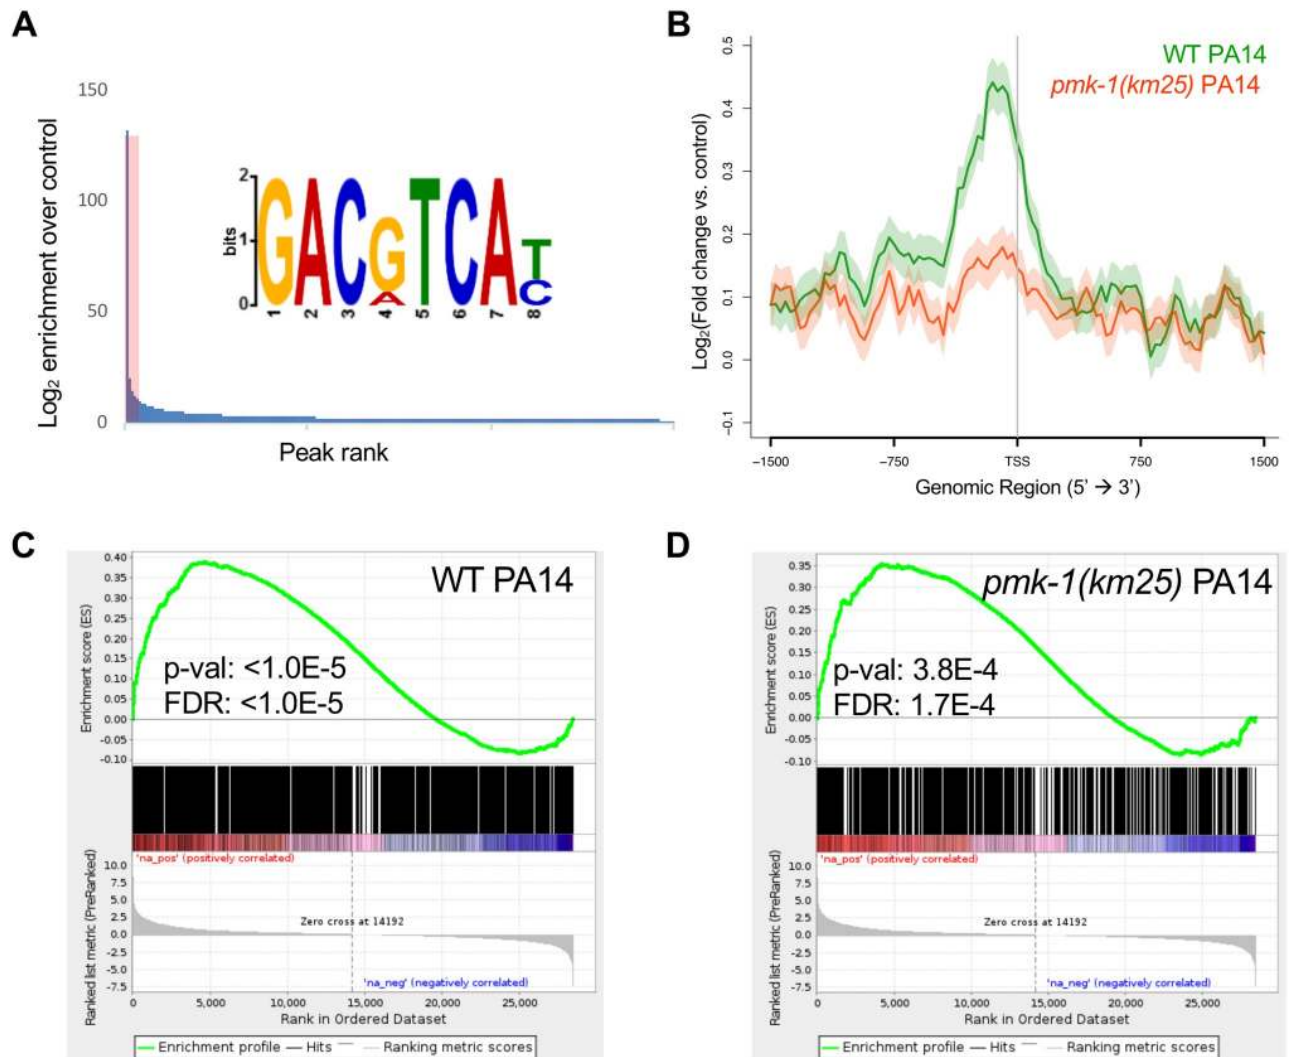 A
Log₂ enrichment over control
150
100
50
0
Peak rank
bits
2
1
0
GACGTCAT
A C
1 2 3 4 5 6 7 8
B
WT PA14
pmk-1(km25) PA14
Log₂(Fold change vs. control)
0.5
0.4
0.3
0.2
0.1
0.0
−0.1
−1500 −750 TSS 750 1500
Genomic Region (5’ → 3’)
C
WT PA14
p-val: <1.0E-5
FDR: <1.0E-5
Enrichment score (ES)
0.40
0.35
0.30
0.25
0.20
0.15
0.10
0.05
0.00
-0.05
-0.10
'na_pos' (positively correlated)
Ranked list metric (PreRanked)
10.0
7.5
5.0
2.5
0.0
-2.5
-5.0
-7.5
Zero cross at 14192
'na_neg' (negatively correlated)
0 5,000 10,000 15,000 20,000 25,000
Rank in Ordered Dataset
Enrichment profile Hits Ranking metric scores
D
pmk-1(km25) PA14
p-val: 3.8E-4
FDR: 1.7E-4
Enrichment score (ES)
0.35
0.30
0.25
0.20
0.15
0.10
0.05
0.00
-0.05
-0.10
'na_pos' (positively correlated)
Ranked list metric (PreRanked)
10.0
7.5
5.0
2.5
0.0
-2.5
-5.0
-7.5
Zero cross at 14192
'na_neg' (negatively correlated)
0 5,000 10,000 15,000 20,000 25,000
Rank in Ordered Dataset
Enrichment profile Hits Ranking metric scores